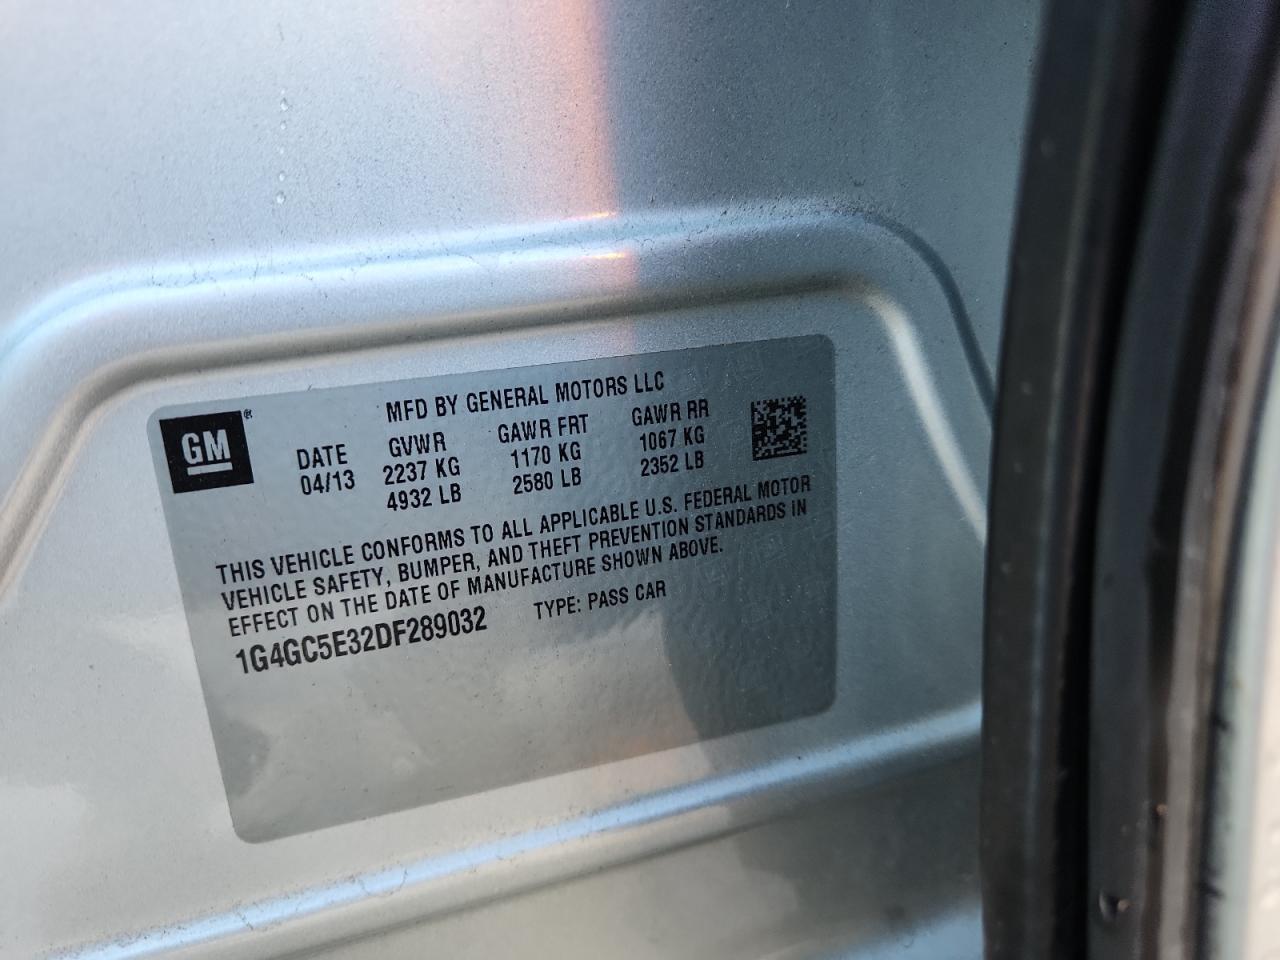 MFD BY GENERAL MOTORS LLC
GM®
DATE GVWR GAWR FRT GAWR RR
04/13 2237 KG 1170 KG 1067 KG
4932 LB 2580 LB 2352 LB
THIS VEHICLE CONFORMS TO ALL APPLICABLE U.S. FEDERAL MOTOR
VEHICLE SAFETY, BUMPER, AND THEFT PREVENTION STANDARDS IN
EFFECT ON THE DATE OF MANUFACTURE SHOWN ABOVE.
1G4GC5E32DF289032 TYPE: PASS CAR